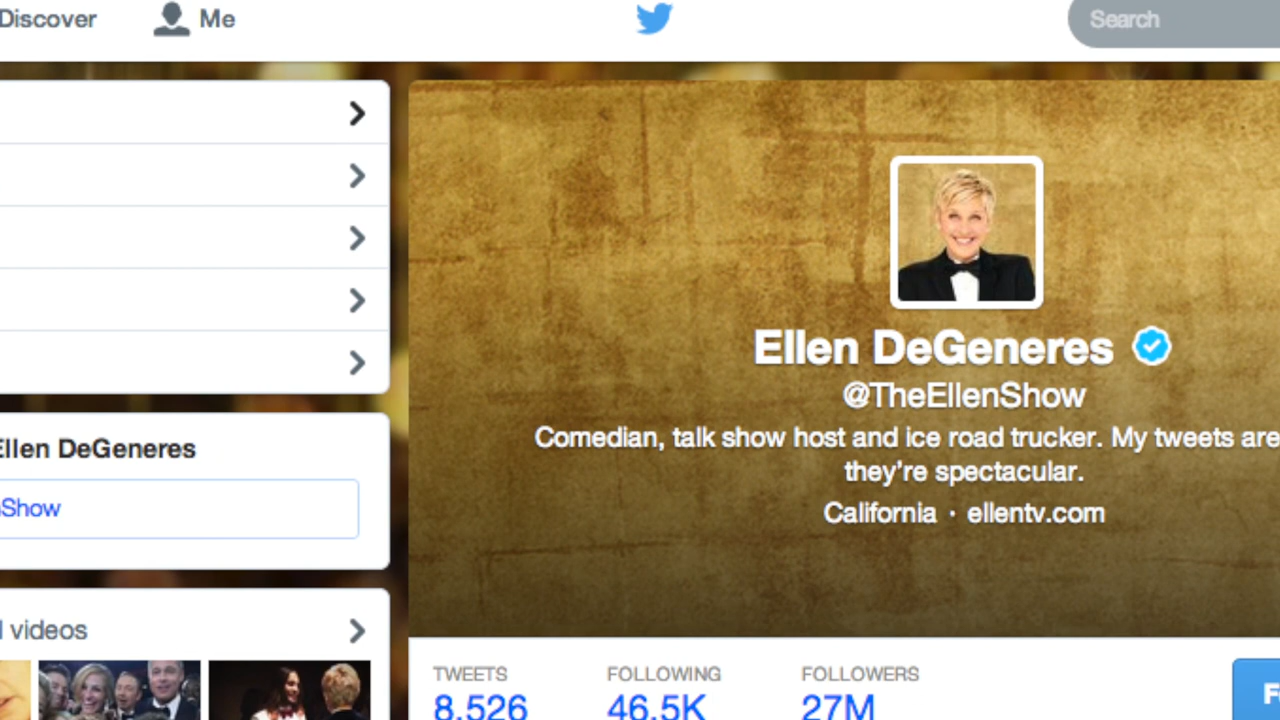 Discover
Me
Search
Ellen DeGeneres
@TheEllenShow
Comedian, talk show host and ice road trucker. My tweets are
they're spectacular.
California · ellentv.com
Ellen DeGeneres
Show
videos
TWEETS
FOLLOWING
FOLLOWERS
8,526
46.5K
27M